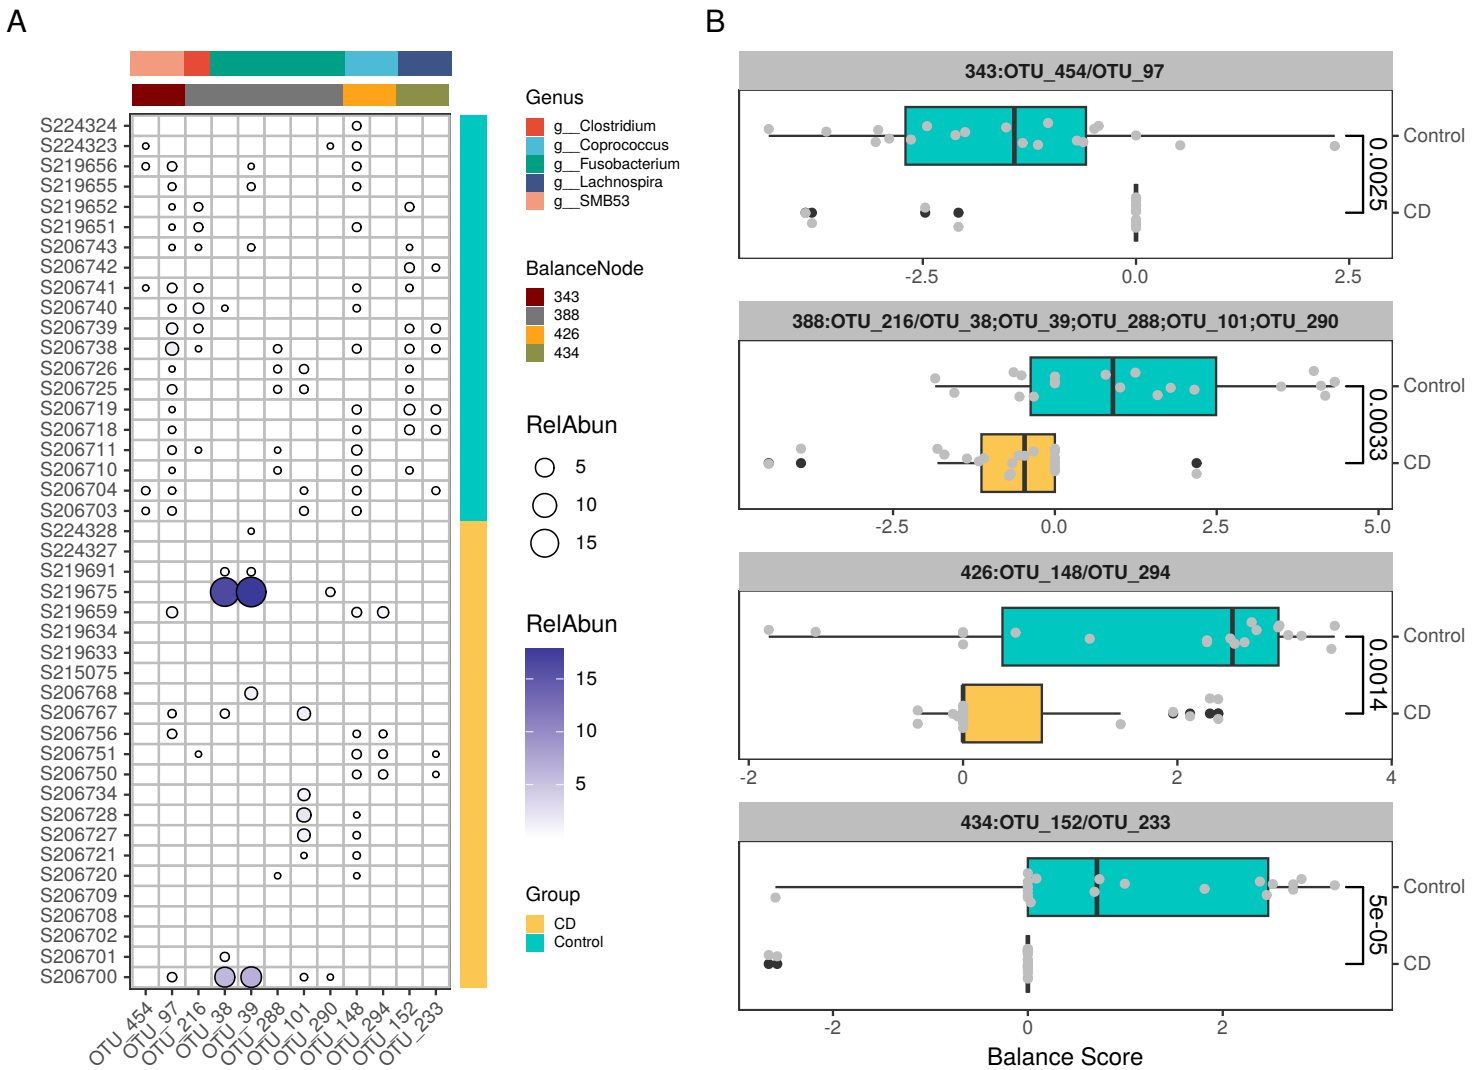 A
S224324
S224323
S219656
S219655
S219652
S219651
S206743
S206742
S206741
S206740
S206739
S206738
S206726
S206725
S206719
S206718
S206711
S206710
S206704
S206703
S224328
S224327
S219691
S219675
S219659
S219634
S219633
S215075
S206768
S206767
S206756
S206751
S206750
S206734
S206728
S206727
S206721
S206720
S206709
S206708
S206702
S206701
S206700
OTU_454
OTU_97
OTU_216
OTU_38
OTU_39
OTU_288
OTU_101
OTU_290
OTU_148
OTU_294
OTU_152
OTU_233
Genus
g__Clostridium
g__Coprococcus
g__Fusobacterium
g__Lachnospira
g__SMB53
BalanceNode
343
388
426
434
RelAbun
5
10
15
RelAbun
15
10
5
Group
CD
Control
B
343:OTU_454/OTU_97
Control
CD
0.0025
-2.5 0.0 2.5
388:OTU_216/OTU_38;OTU_39;OTU_288;OTU_101;OTU_290
Control
CD
0.0033
-2.5 0.0 2.5 5.0
426:OTU_148/OTU_294
Control
CD
0.0014
-2 0 2 4
434:OTU_152/OTU_233
Control
CD
5e-05
-2 0 2
Balance Score